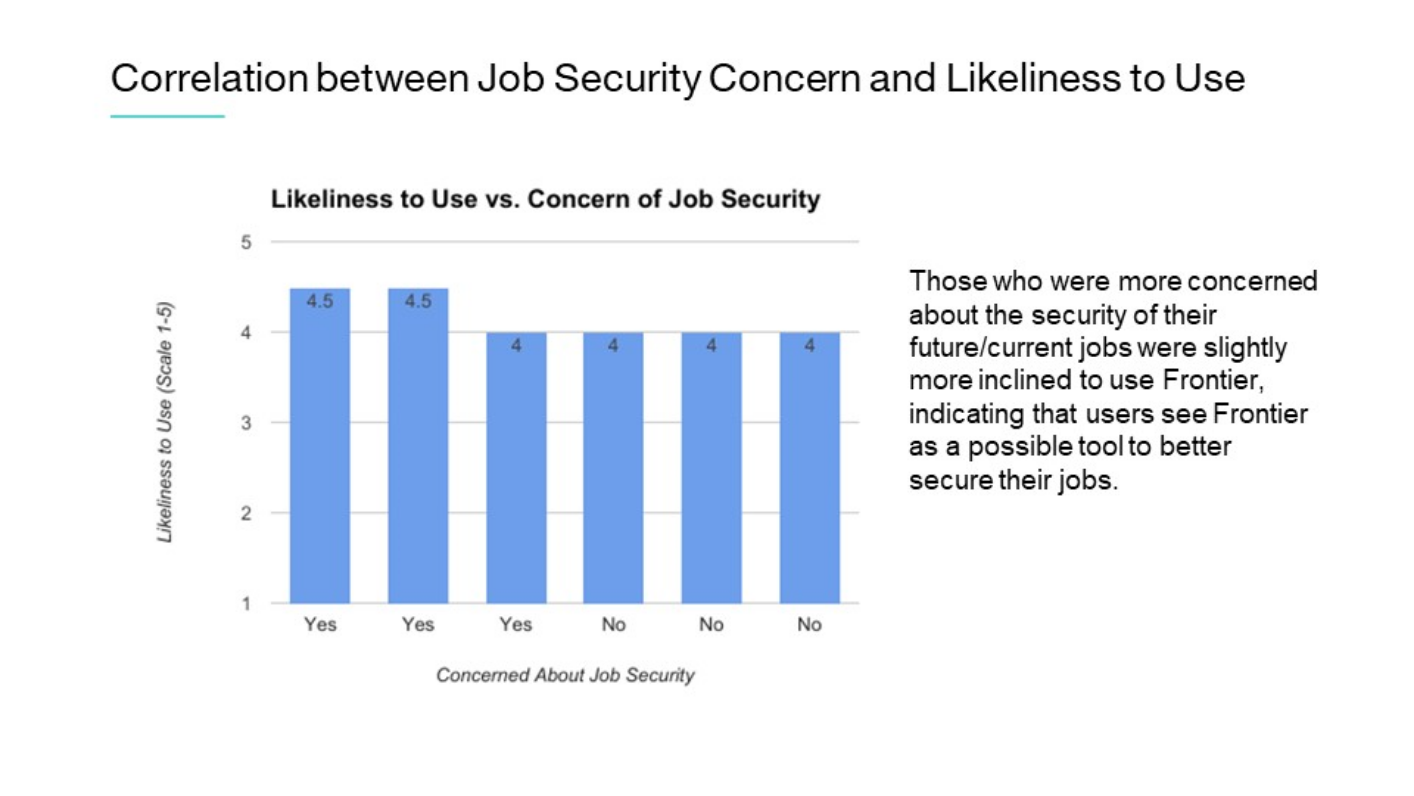 Correlation between Job Security Concern and Likeliness to Use
Likeliness to Use vs. Concern of Job Security
5
4
3
2
1
Likeliness to Use (Scale 1-5)
4.5
4.5
4
4
4
4
Yes
Yes
Yes
No
No
No
Concerned About Job Security
Those who were more concerned
about the security of their
future/current jobs were slightly
more inclined to use Frontier,
indicating that users see Frontier
as a possible tool to better
secure their jobs.